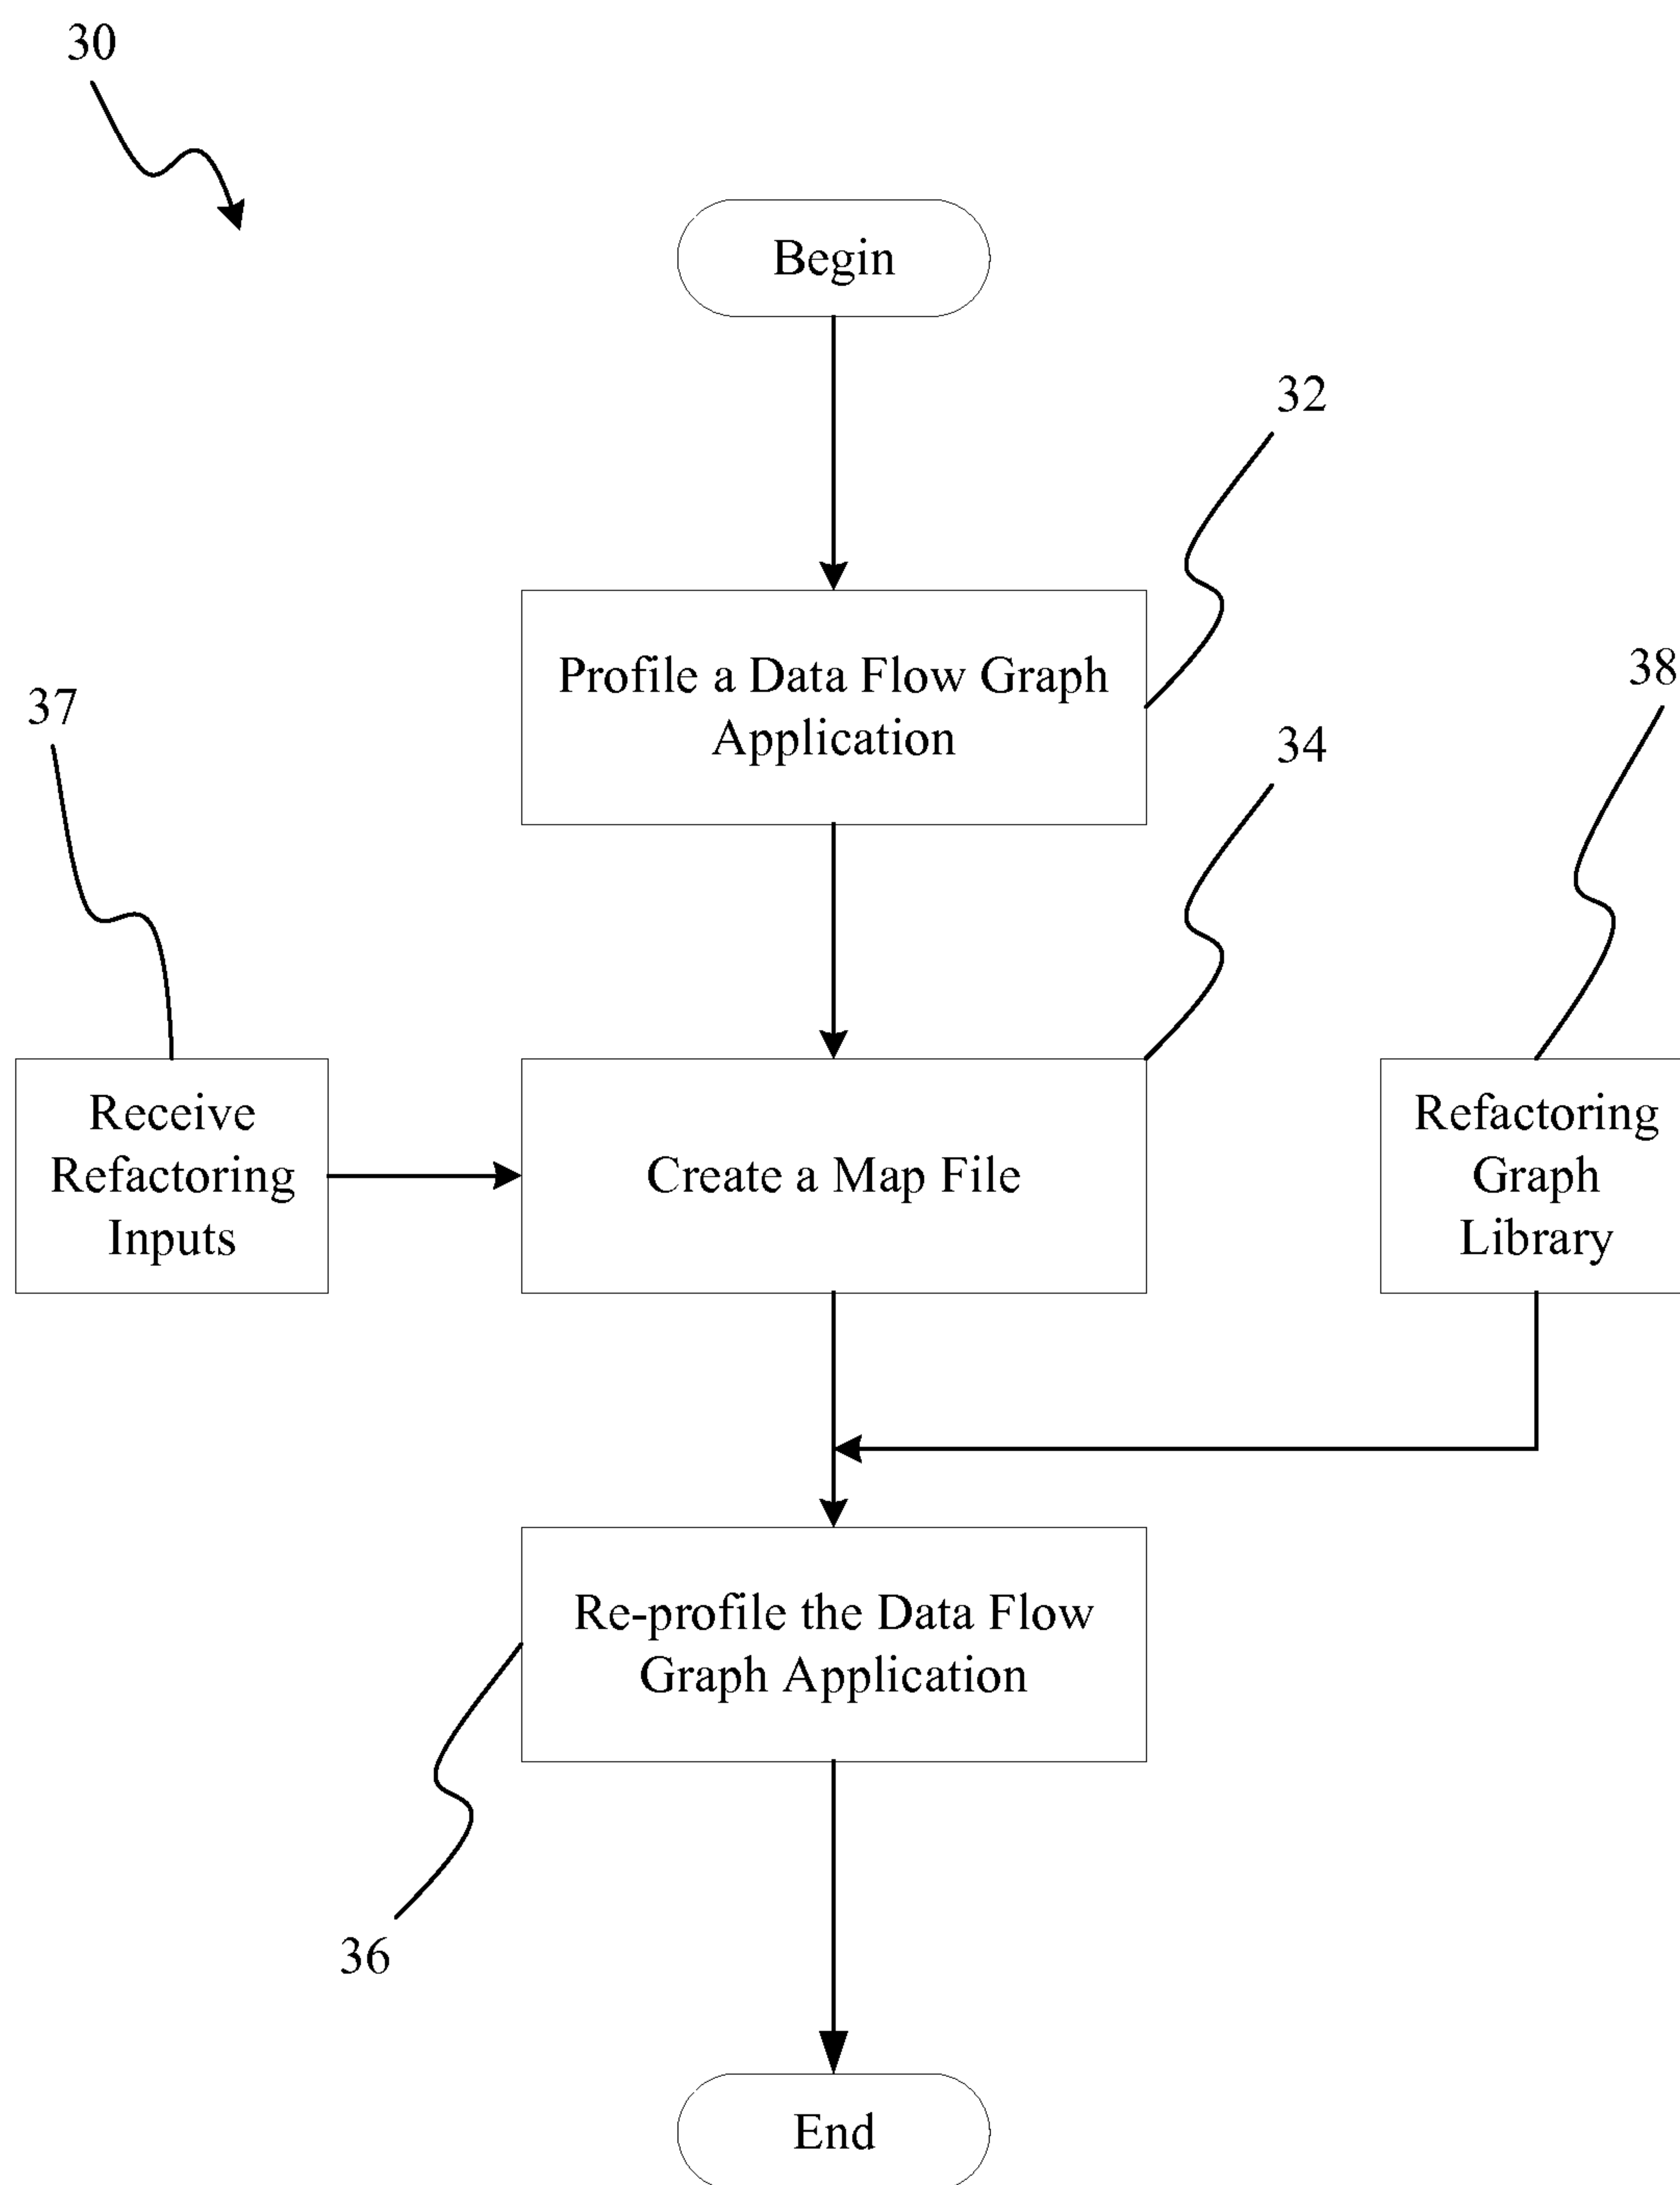 30
Begin
32
Profile a Data Flow Graph
Application
38
37
34
Receive
Refactoring
Inputs
Create a Map File
Refactoring
Graph
Library
Re-profile the Data Flow
Graph Application
36
End